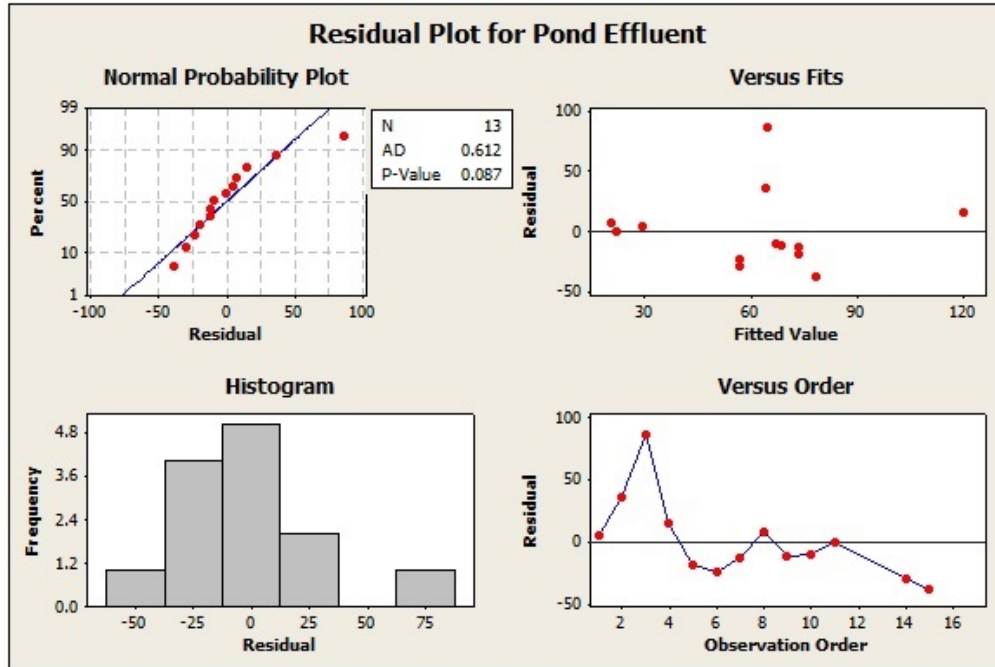 Residual Plot for Pond Effluent
Normal Probability Plot
99
90
50
10
1
Percent
-100 -50 0 50 100
Residual
N 13
AD 0.612
P-Value 0.087
Versus Fits
100
50
0
-50
Residual
30 60 90 120
Fitted Value
Histogram
4.8
3.6
2.4
1.2
0.0
Frequency
-50 -25 0 25 50 75
Residual
Versus Order
100
50
0
-50
Residual
2 4 6 8 10 12 14 16
Observation Order